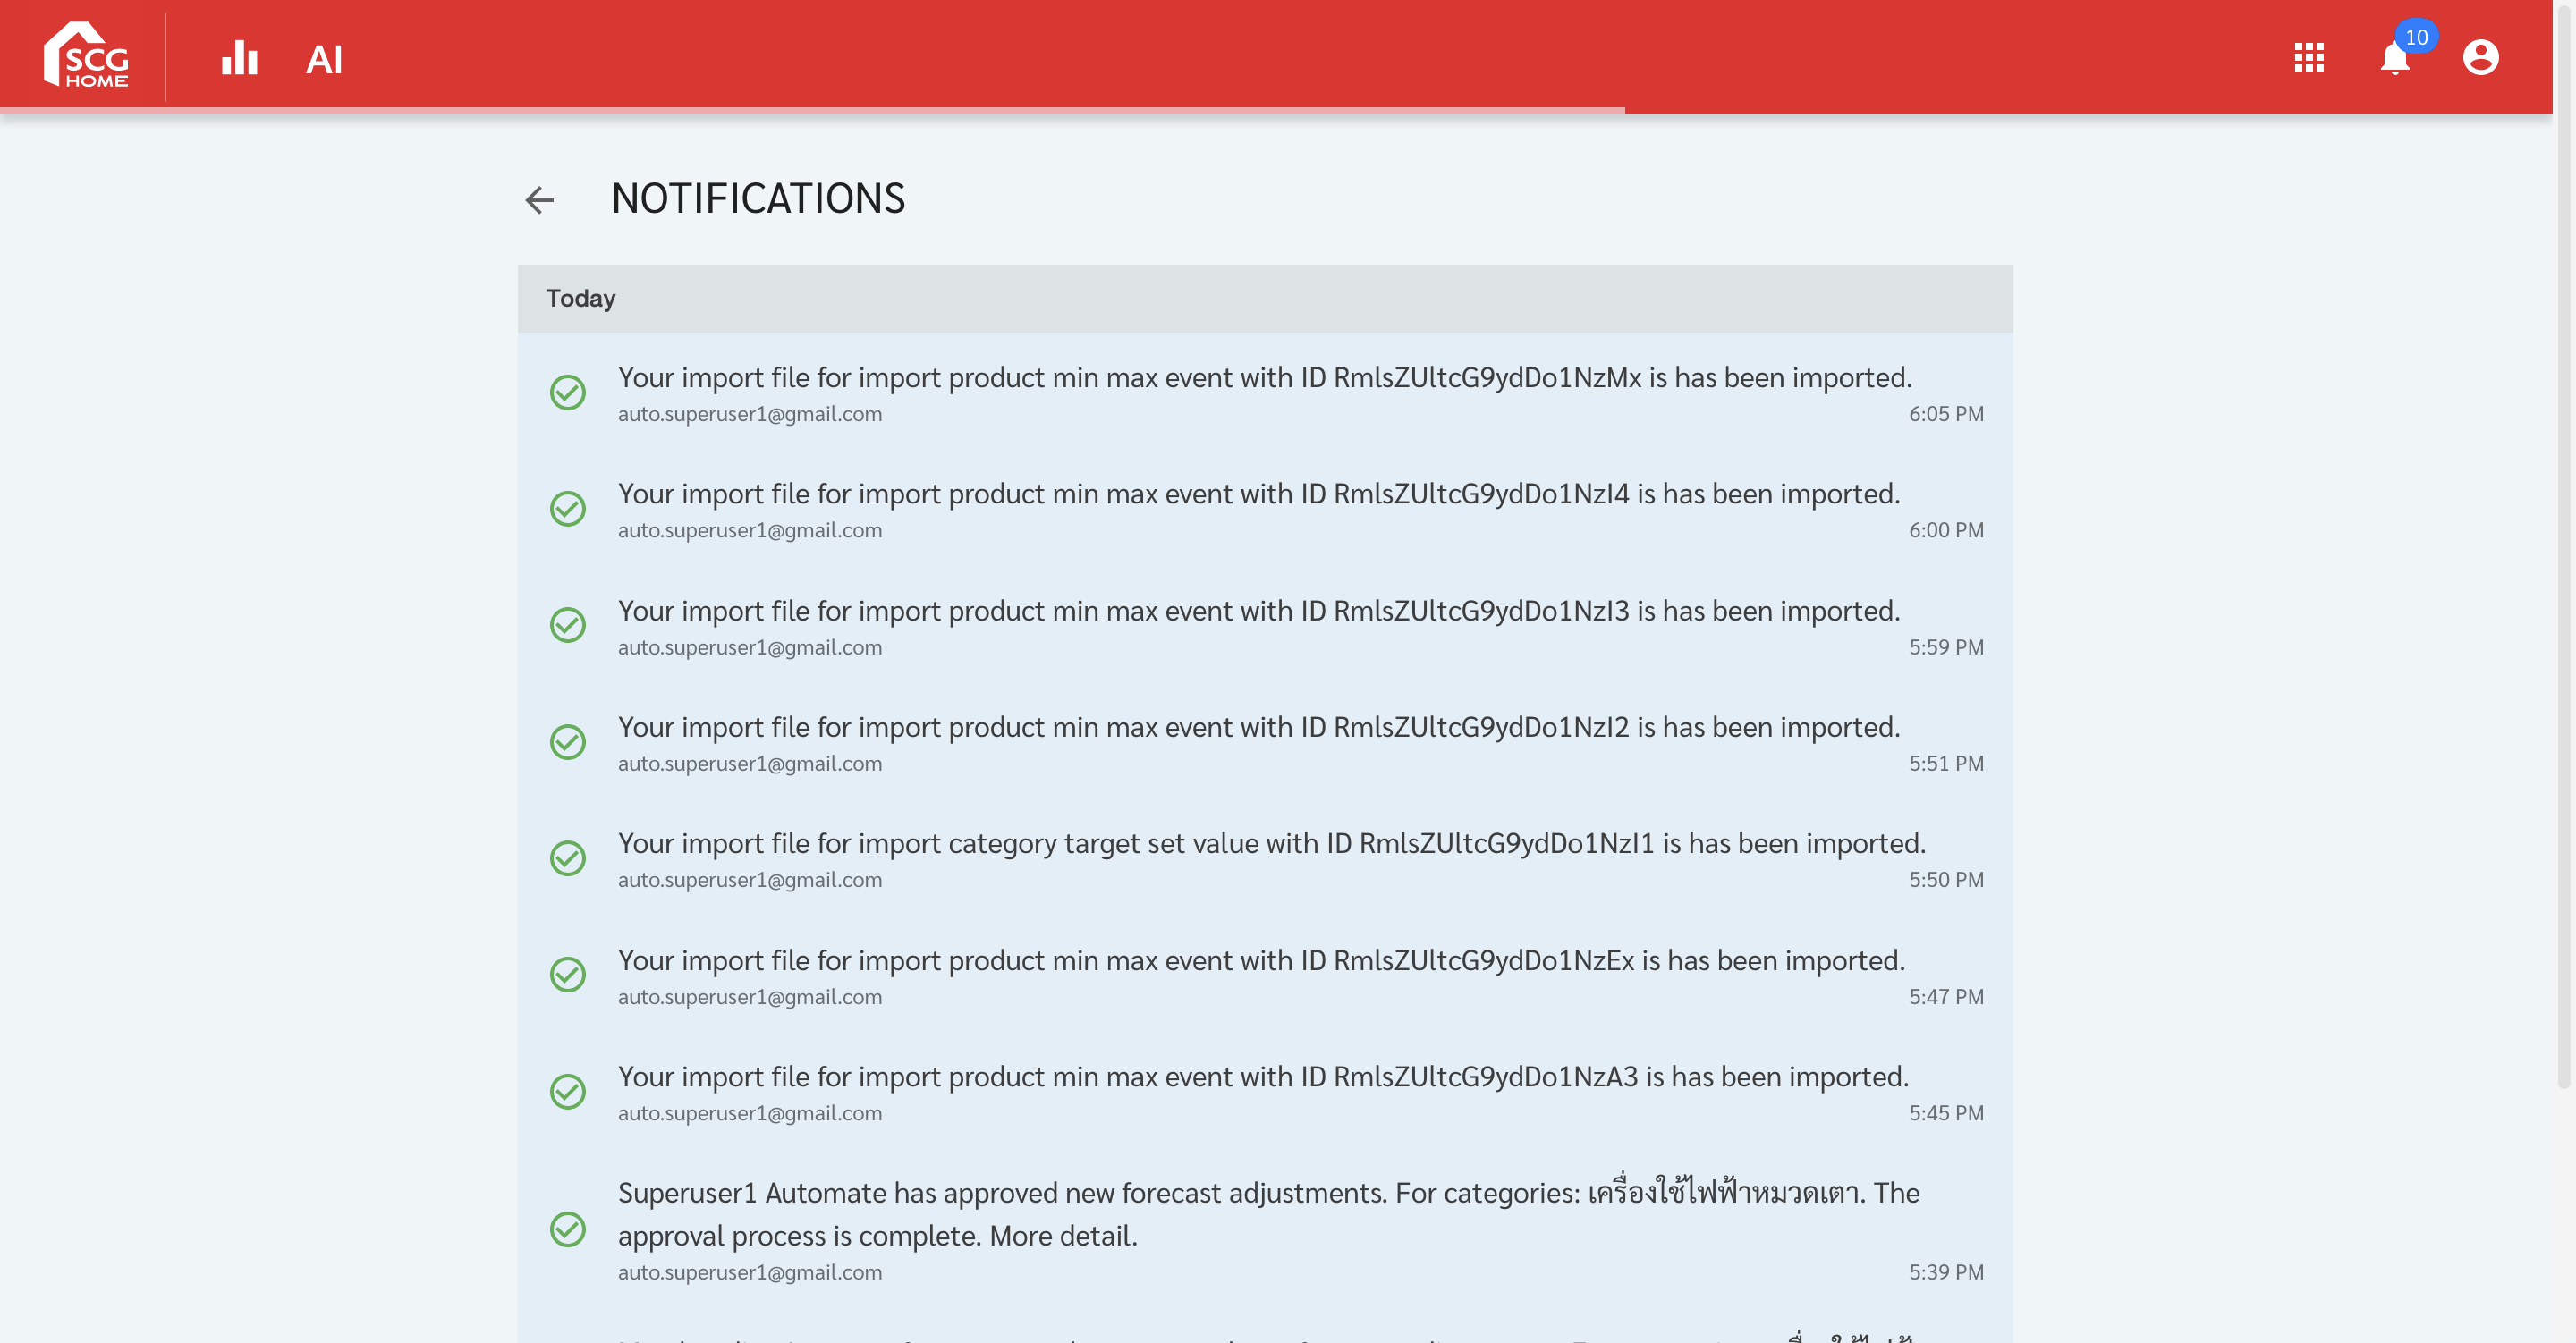 SCG
HOME
AI
10
NOTIFICATIONS
Today
Your import file for import product min max event with ID RmlsZUltcG9ydDo1NzMx is has been imported.
auto.superuser1@gmail.com 6:05 PM
Your import file for import product min max event with ID RmlsZUltcG9ydDo1NzI4 is has been imported.
auto.superuser1@gmail.com 6:00 PM
Your import file for import product min max event with ID RmlsZUltcG9ydDo1NzI3 is has been imported.
auto.superuser1@gmail.com 5:59 PM
Your import file for import product min max event with ID RmlsZUltcG9ydDo1NzI2 is has been imported.
auto.superuser1@gmail.com 5:51 PM
Your import file for import category target set value with ID RmlsZUltcG9ydDo1NzI1 is has been imported.
auto.superuser1@gmail.com 5:50 PM
Your import file for import product min max event with ID RmlsZUltcG9ydDo1NzEx is has been imported.
auto.superuser1@gmail.com 5:47 PM
Your import file for import product min max event with ID RmlsZUltcG9ydDo1NzA3 is has been imported.
auto.superuser1@gmail.com 5:45 PM
Superuser1 Automate has approved new forecast adjustments. For categories: เครื่องใช้ไฟฟ้าหมวดเตา. The
approval process is complete. More detail.
auto.superuser1@gmail.com 5:39 PM